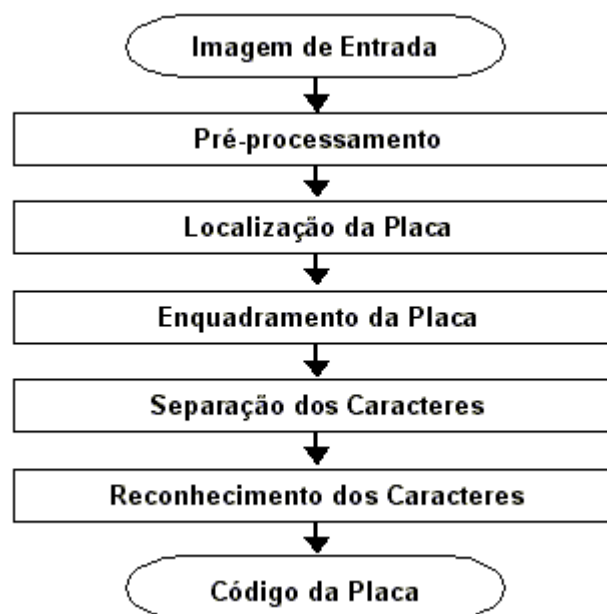 Imagem de Entrada
Pré-processamento
Localização da Placa
Enquadramento da Placa
Separação dos Caracteres
Reconhecimento dos Caracteres
Código da Placa